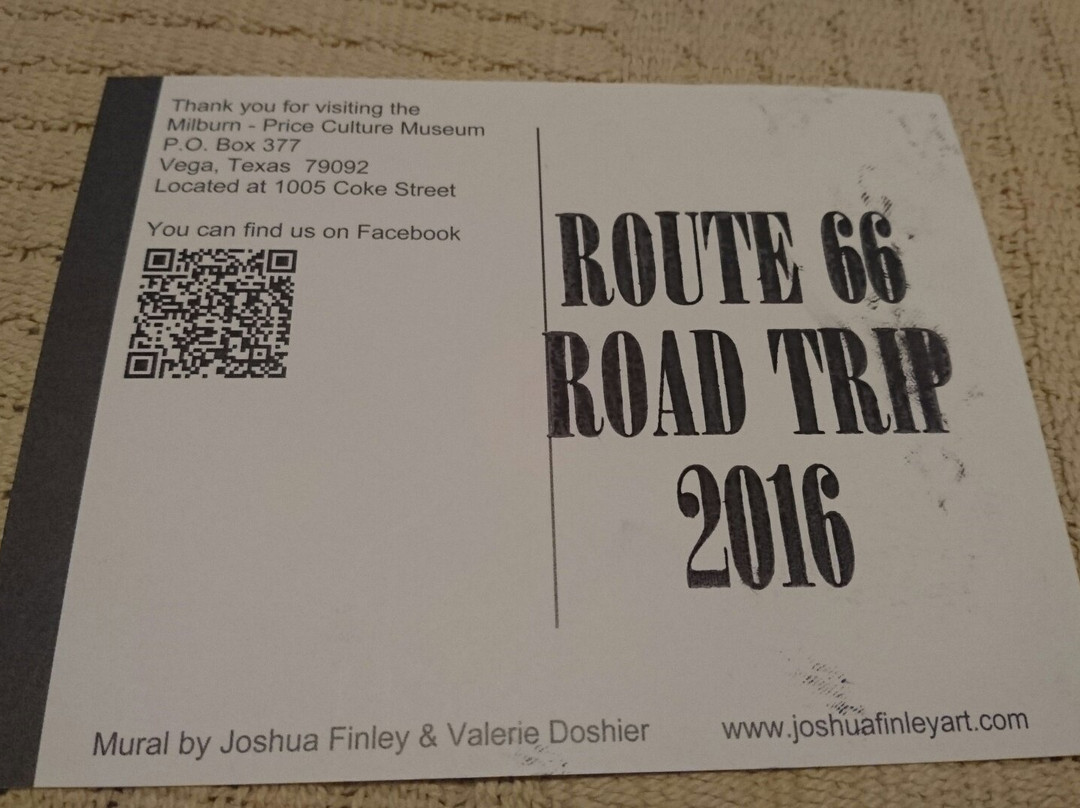 Thank you for visiting the
Milburn - Price Culture Museum
P.O. Box 377
Vega, Texas 79092
Located at 1005 Coke Street
You can find us on Facebook
ROUTE 66
ROAD TRIP
2016
Mural by Joshua Finley & Valerie Doshier
www.joshuafinleyart.com